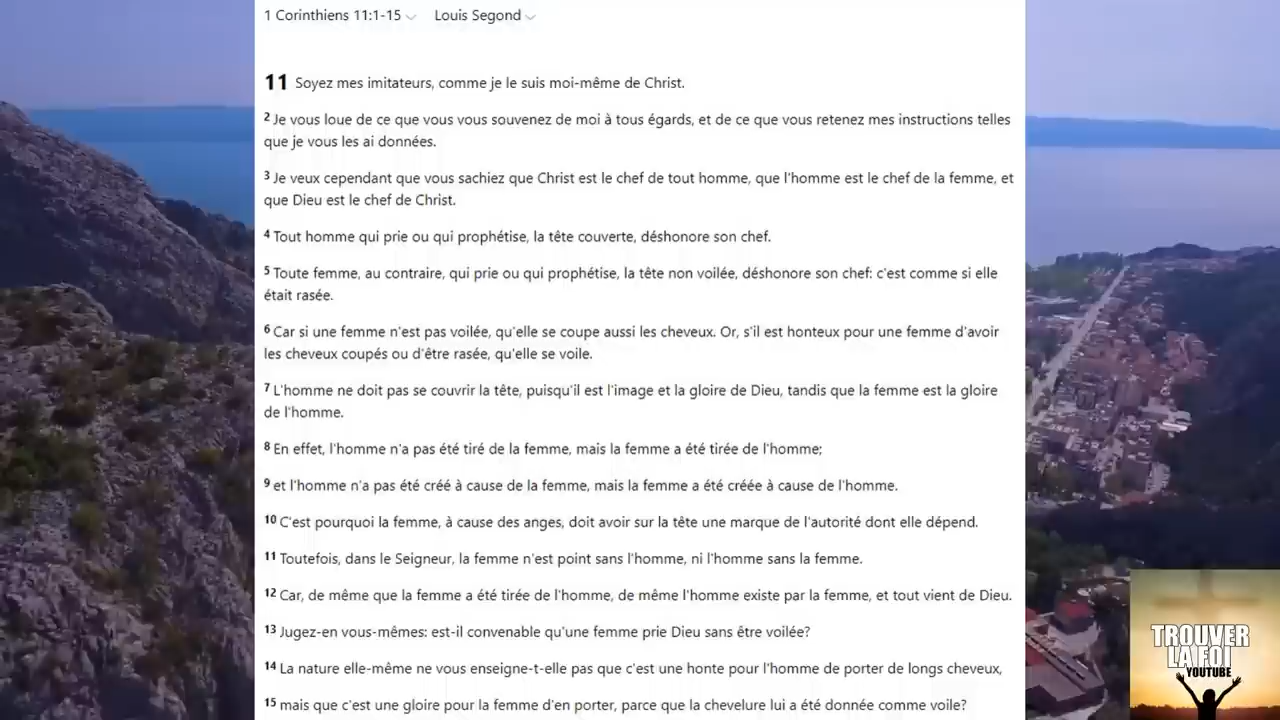 1 Corinthiens 11:1-15 Louis Segond
11 Soyez mes imitateurs, comme je le suis moi-même de Christ.
2 Je vous loue de ce que vous vous souvenez de moi à tous égards, et de ce que vous retenez mes instructions telles
que je vous les ai données.
3 Je veux cependant que vous sachiez que Christ est le chef de tout homme, que l'homme est le chef de la femme, et
que Dieu est le chef de Christ.
4 Tout homme qui prie ou qui prophétise, la tête couverte, déshonore son chef.
5 Toute femme, au contraire, qui prie ou qui prophétise, la tête non voilée, déshonore son chef: c'est comme si elle
était rasée.
6 Car si une femme n'est pas voilée, qu'elle se coupe aussi les cheveux. Or, s'il est honteux pour une femme d'avoir
les cheveux coupés ou d'être rasée, qu'elle se voile.
7 L'homme ne doit pas se couvrir la tête, puisqu'il est l'image et la gloire de Dieu, tandis que la femme est la gloire
de l'homme.
8 En effet, l'homme n'a pas été tiré de la femme, mais la femme a été tirée de l'homme;
9 et l'homme n'a pas été créé à cause de la femme, mais la femme a été créée à cause de l'homme.
10 C'est pourquoi la femme, à cause des anges, doit avoir sur la tête une marque de l'autorité dont elle dépend.
11 Toutefois, dans le Seigneur, la femme n'est point sans l'homme, ni l'homme sans la femme.
12 Car, de même que la femme a été tirée de l'homme, de même l'homme existe par la femme, et tout vient de Dieu.
13 Jugez-en vous-mêmes: est-il convenable qu'une femme prie Dieu sans être voilée?
14 La nature elle-même ne vous enseigne-t-elle pas que c'est une honte pour l'homme de porter de longs cheveux,
15 mais que c'est une gloire pour la femme d'en porter, parce que la chevelure lui a été donnée comme voile?
TROUVER
LA FOI
YOUTUBE